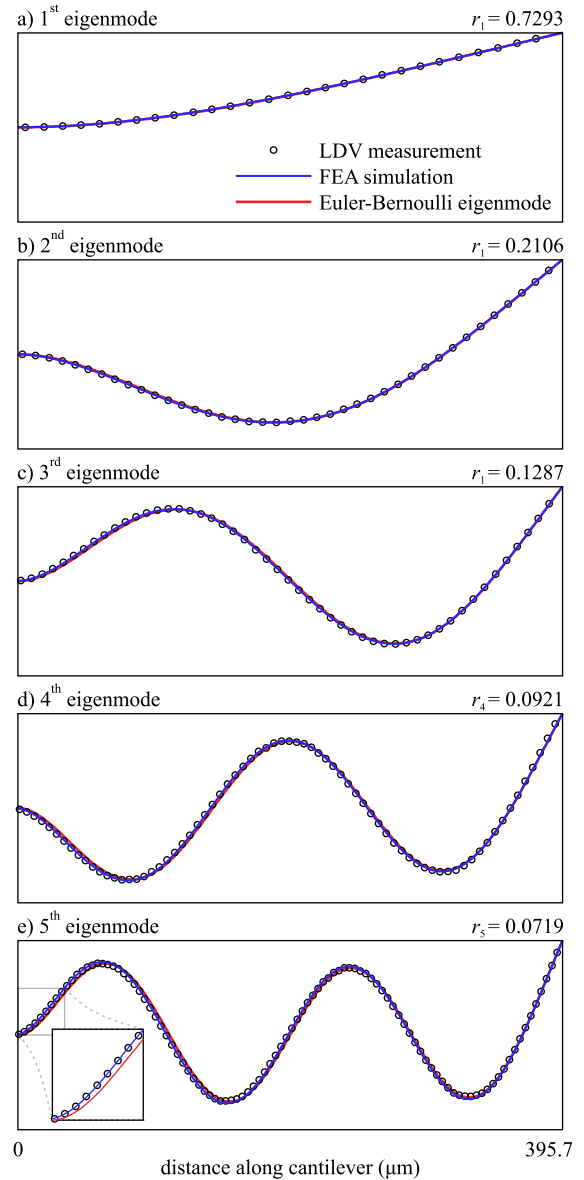 a) 1st eigenmode r₁ = 0.7293
LDV measurement
FEA simulation
Euler-Bernoulli eigenmode
b) 2nd eigenmode r₁ = 0.2106
c) 3rd eigenmode r₁ = 0.1287
d) 4th eigenmode r₄ = 0.0921
e) 5th eigenmode r₅ = 0.0719
0 395.7
distance along cantilever (μm)